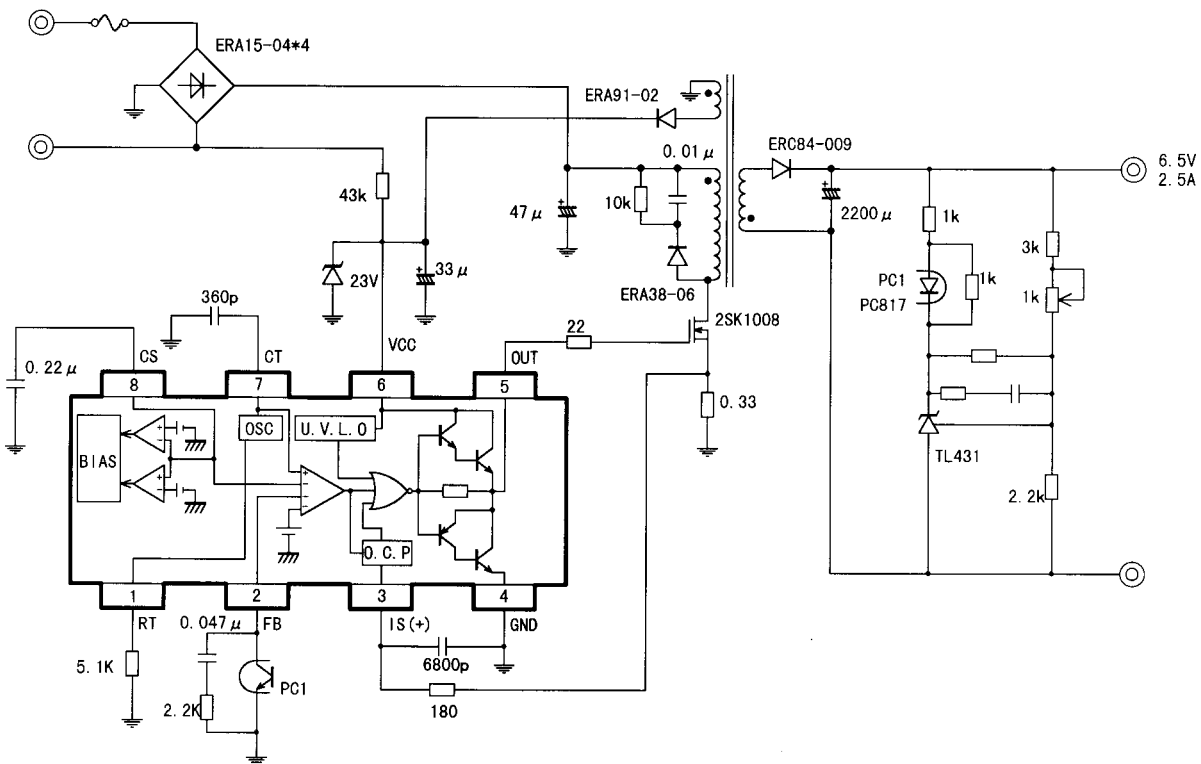 ERA15-04*4
ERA91-02
ERC84-009
6.5V
2.5A
0.01μ
43k
47μ
10k
2200μ
1k
3k
23V
33μ
PC1
PC817
1k
1k
ERA38-06
360p
22
2SK1008
VCC
OUT
CS
CT
0.22μ
8
7
6
5
0.33
OSC
U.V.L.O
TL431
BIAS
2.2k
+
-
+
-
+
-
-
-
O.C.P
1
2
3
4
RT
0.047μ
FB
IS(+)
GND
5.1K
6800p
PC1
2.2K
180